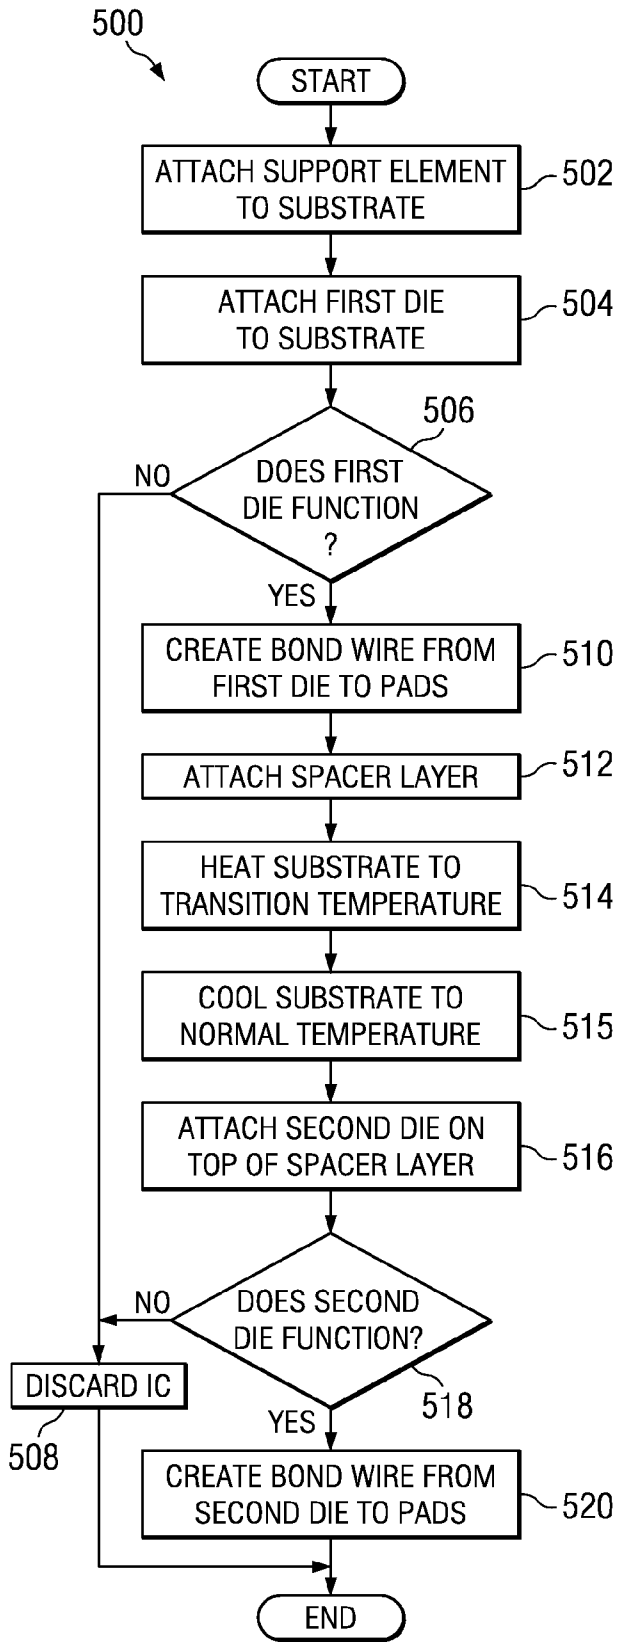 500
START
ATTACH SUPPORT ELEMENT
TO SUBSTRATE
502
ATTACH FIRST DIE
TO SUBSTRATE
504
506
DOES FIRST
DIE FUNCTION
?
NO
YES
CREATE BOND WIRE FROM
FIRST DIE TO PADS
510
ATTACH SPACER LAYER
512
HEAT SUBSTRATE TO
TRANSITION TEMPERATURE
514
COOL SUBSTRATE TO
NORMAL TEMPERATURE
515
ATTACH SECOND DIE ON
TOP OF SPACER LAYER
516
NO
DOES SECOND
DIE FUNCTION?
518
DISCARD IC
508
YES
CREATE BOND WIRE FROM
SECOND DIE TO PADS
520
END